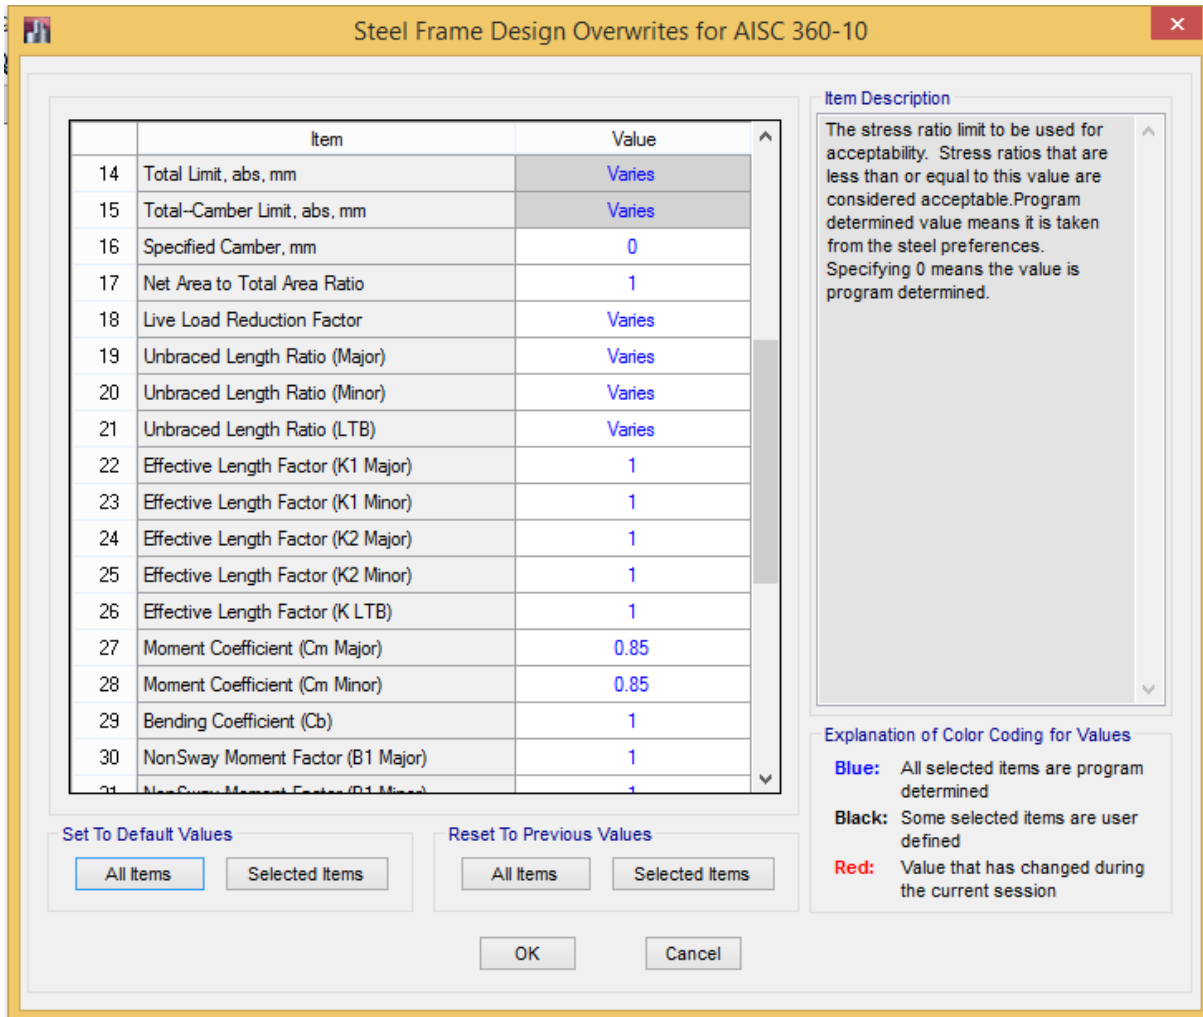 Steel Frame Design Overwrites for AISC 360-10
Item Value
14 Total Limit, abs, mm Varies
15 Total--Camber Limit, abs, mm Varies
16 Specified Camber, mm 0
17 Net Area to Total Area Ratio 1
18 Live Load Reduction Factor Varies
19 Unbraced Length Ratio (Major) Varies
20 Unbraced Length Ratio (Minor) Varies
21 Unbraced Length Ratio (LTB) Varies
22 Effective Length Factor (K1 Major) 1
23 Effective Length Factor (K1 Minor) 1
24 Effective Length Factor (K2 Major) 1
25 Effective Length Factor (K2 Minor) 1
26 Effective Length Factor (K LTB) 1
27 Moment Coefficient (Cm Major) 0.85
28 Moment Coefficient (Cm Minor) 0.85
29 Bending Coefficient (Cb) 1
30 NonSway Moment Factor (B1 Major) 1
31 NonSway Moment Factor (B1 Minor) 1
Item Description
The stress ratio limit to be used for
acceptability. Stress ratios that are
less than or equal to this value are
considered acceptable.Program
determined value means it is taken
from the steel preferences.
Specifying 0 means the value is
program determined.
Explanation of Color Coding for Values
Blue: All selected items are program
determined
Black: Some selected items are user
defined
Red: Value that has changed during
the current session
Set To Default Values
All Items Selected Items
Reset To Previous Values
All Items Selected Items
OK Cancel